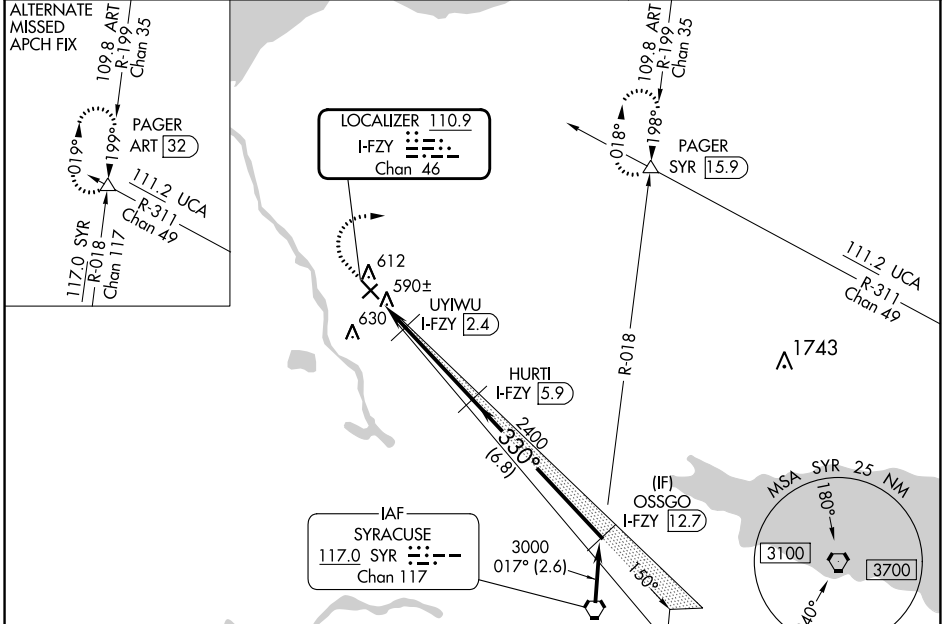 ALTERNATE
MISSED
APCH FIX
109.8 ART
R-199
Chan 35
PAGER
ART 32
019°
199°
111.2 UCA
R-311
Chan 49
117.0 SYR
R-018
Chan 117
LOCALIZER 110.9
I-FZY
Chan 46
109.8 ART
R-199
Chan 35
018°
198°
PAGER
SYR 15.9
111.2 UCA
R-311
Chan 49
612
590±
630
UYIWU
I-FZY 2.4
1743
R-018
HURTI
I-FZY 5.9
2400
330°
(6.8)
(IF)
OSSGO
I-FZY 12.7
IAF
SYRACUSE
117.0 SYR
Chan 117
3000
017° (2.6)
150°
MSA SYR 25 NM
180°
3100
3700